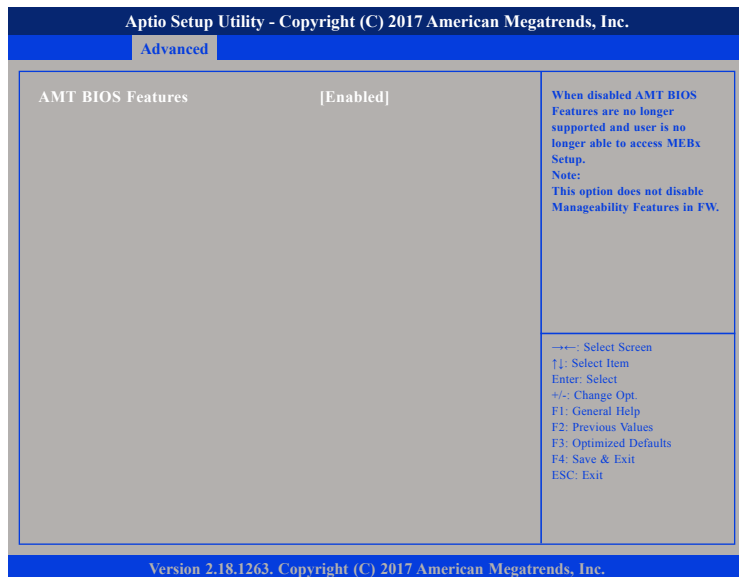 Aptio Setup Utility - Copyright (C) 2017 American Megatrends, Inc.
Advanced
AMT BIOS Features [Enabled]
When disabled AMT BIOS
Features are no longer
supported and user is no
longer able to access MEBx
Setup.
Note:
This option does not disable
Manageability Features in FW.
→←: Select Screen
↑↓: Select Item
Enter: Select
+/-: Change Opt.
F1: General Help
F2: Previous Values
F3: Optimized Defaults
F4: Save & Exit
ESC: Exit
Version 2.18.1263. Copyright (C) 2017 American Megatrends, Inc.